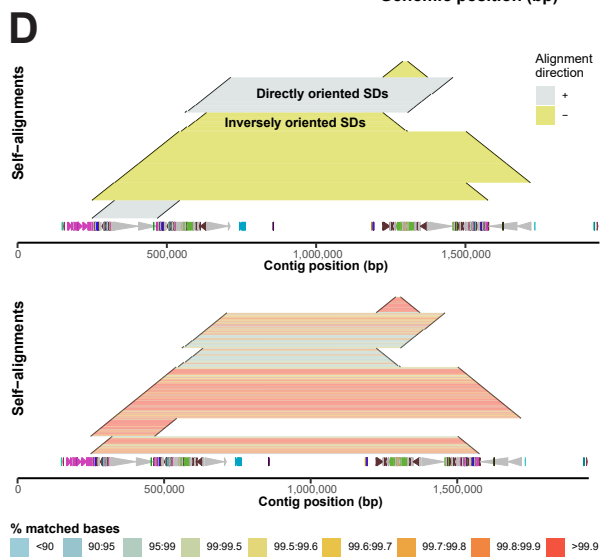 Genomic position (bp)
D
Self−alignments
Directly oriented SDs
Inversely oriented SDs
Alignment
direction
+
−
0
500,000
1,000,000
1,500,000
Contig position (bp)
Self−alignments
0
500,000
1,000,000
1,500,000
Contig position (bp)
% matched bases
<90
90:95
95:99
99:99.5
99.5:99.6
99.6:99.7
99.7:99.8
99.8:99.9
>99.9